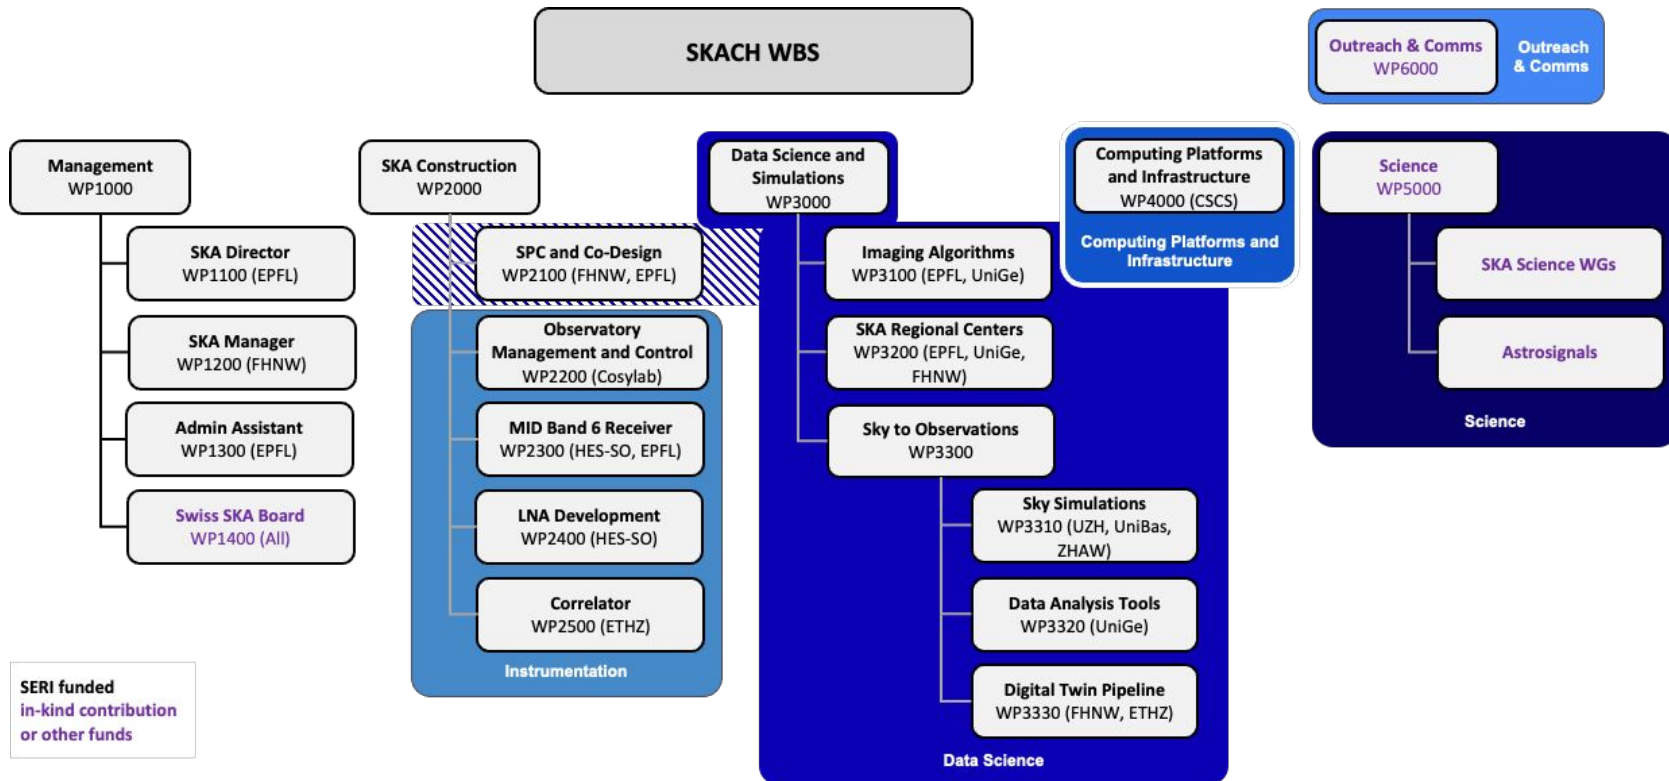 SKACH WBS
Outreach & Comms
WP6000
Outreach
& Comms
Management
WP1000
SKA Director
WP1100 (EPFL)
SKA Manager
WP1200 (FHNW)
Admin Assistant
WP1300 (EPFL)
Swiss SKA Board
WP1400 (All)
SKA Construction
WP2000
SPC and Co-Design
WP2100 (FHNW, EPFL)
Observatory
Management and Control
WP2200 (Cosylab)
MID Band 6 Receiver
WP2300 (HES-SO, EPFL)
LNA Development
WP2400 (HES-SO)
Correlator
WP2500 (ETHZ)
Instrumentation
Data Science and
Simulations
WP3000
Imaging Algorithms
WP3100 (EPFL, UniGe)
SKA Regional Centers
WP3200 (EPFL, UniGe,
FHNW)
Sky to Observations
WP3300
Sky Simulations
WP3310 (UZH, UniBas,
ZHAW)
Data Analysis Tools
WP3320 (UniGe)
Digital Twin Pipeline
WP3330 (FHNW, ETHZ)
Data Science
Computing Platforms
and Infrastructure
WP4000 (CSCS)
Computing Platforms and
Infrastructure
Science
WP5000
SKA Science WGs
Astrosignals
Science
SERI funded
in-kind contribution
or other funds